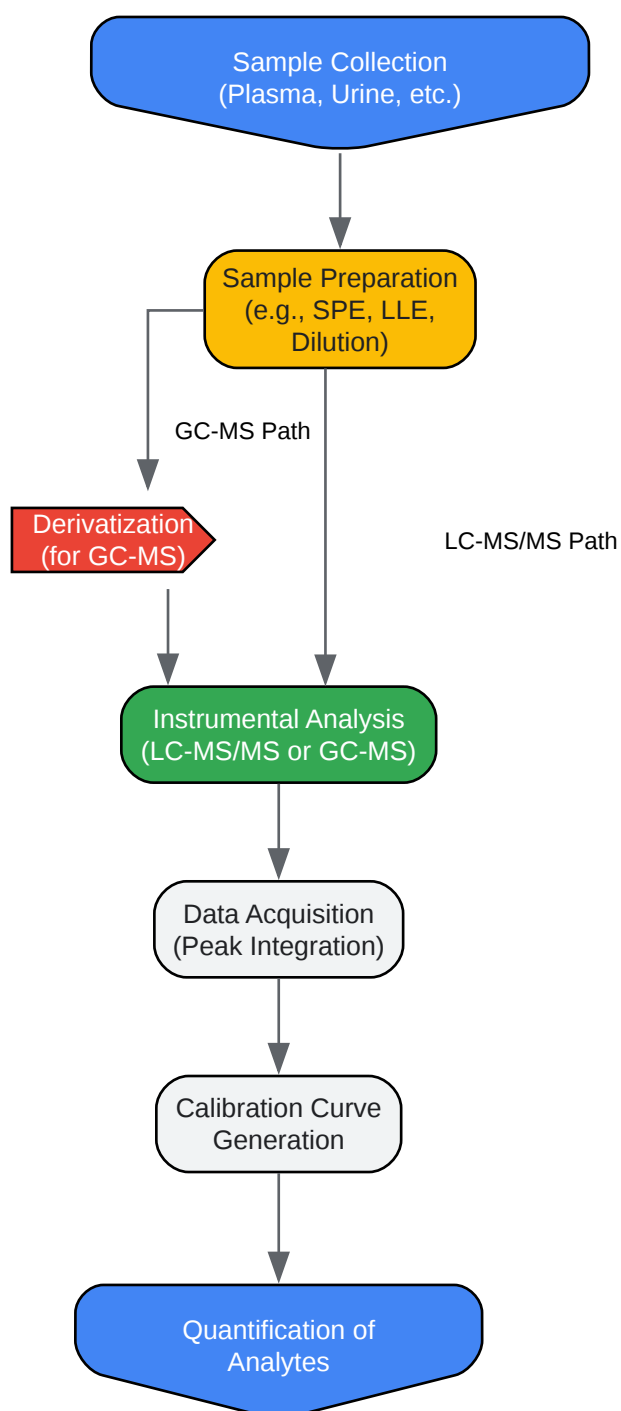 Sample Collection
(Plasma, Urine, etc.)
Sample Preparation
(e.g., SPE, LLE,
Dilution)
GC-MS Path
Derivatization
(for GC-MS)
LC-MS/MS Path
Instrumental Analysis
(LC-MS/MS or GC-MS)
Data Acquisition
(Peak Integration)
Calibration Curve
Generation
Quantification of
Analytes